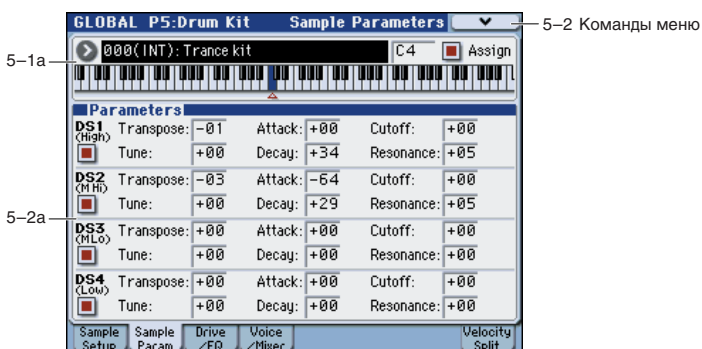 GLOBAL P5:Drum Kit Sample Parameters
5–2 Команды меню
000(INT): Trance kit C4 Assign
5–1a
Parameters
DS1 (High) Transpose: -01 Attack: +00 Cutoff: +00
Tune: +00 Decay: +34 Resonance: +05
DS2 (M Hi) Transpose: -03 Attack: -64 Cutoff: +00
Tune: +00 Decay: +29 Resonance: +05
5–2a
DS3 (MLo) Transpose: +00 Attack: +00 Cutoff: +00
Tune: +00 Decay: +00 Resonance: +00
DS4 (Low) Transpose: +00 Attack: +00 Cutoff: +00
Tune: +00 Decay: +00 Resonance: +00
Sample Sample Drive Voice Velocity
Setup Param /EQ /Mixer Split